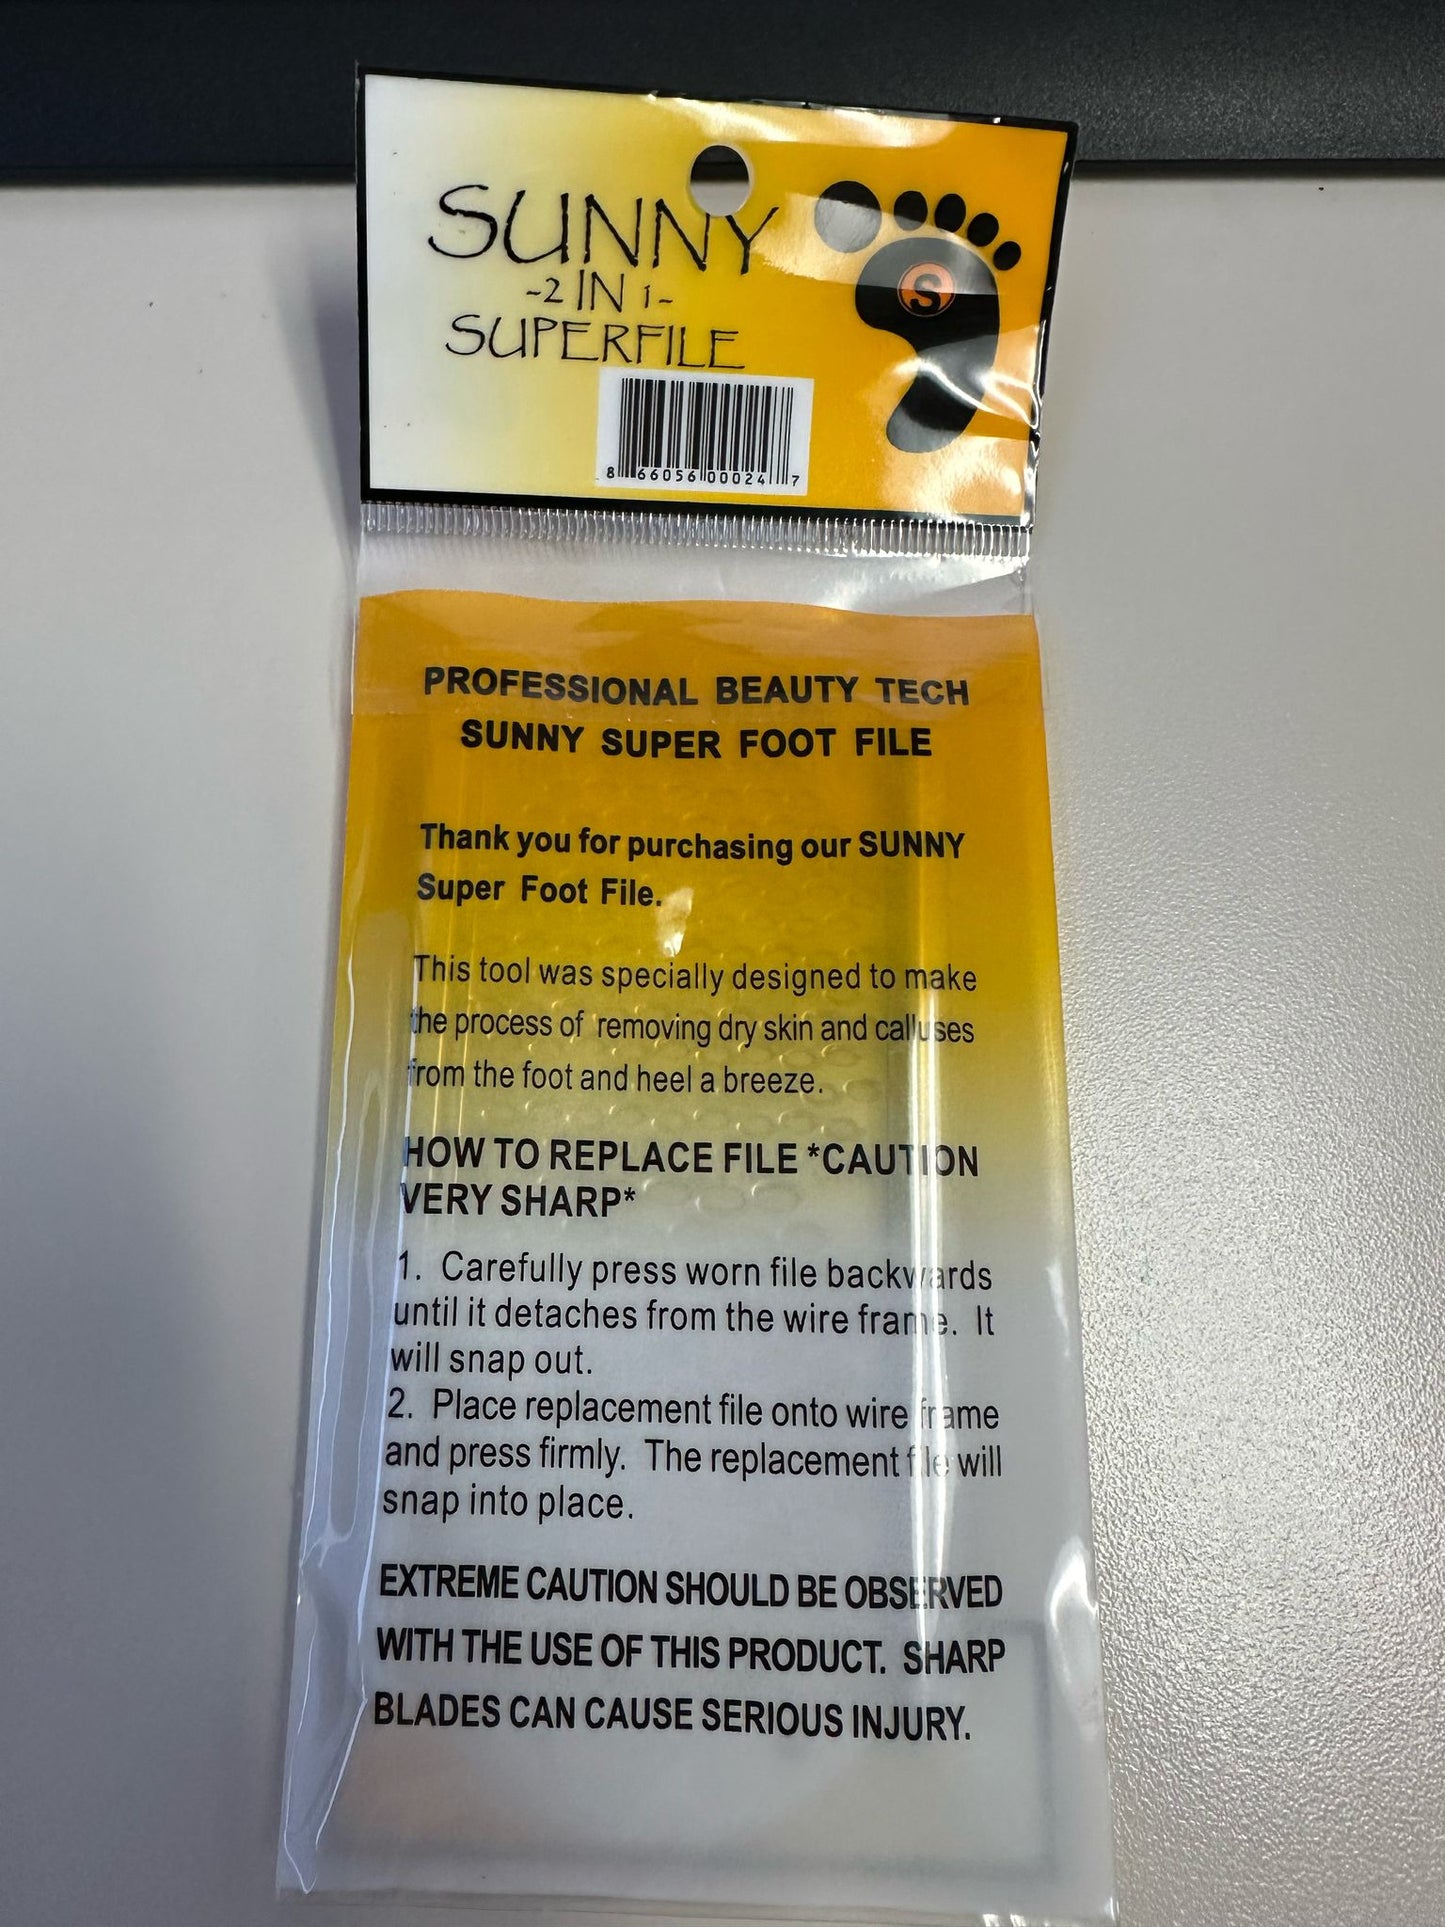 SUNNY
~2 IN 1~
SUPERFILE
S
8 66056 00024 7
PROFESSIONAL BEAUTY TECH
SUNNY SUPER FOOT FILE
Thank you for purchasing our SUNNY
Super Foot File.
This tool was specially designed to make
the process of removing dry skin and calluses
from the foot and heel a breeze.
HOW TO REPLACE FILE *CAUTION
VERY SHARP*
1. Carefully press worn file backwards
until it detaches from the wire frame. It
will snap out.
2. Place replacement file onto wire frame
and press firmly. The replacement file will
snap into place.
EXTREME CAUTION SHOULD BE OBSERVED
WITH THE USE OF THIS PRODUCT. SHARP
BLADES CAN CAUSE SERIOUS INJURY.